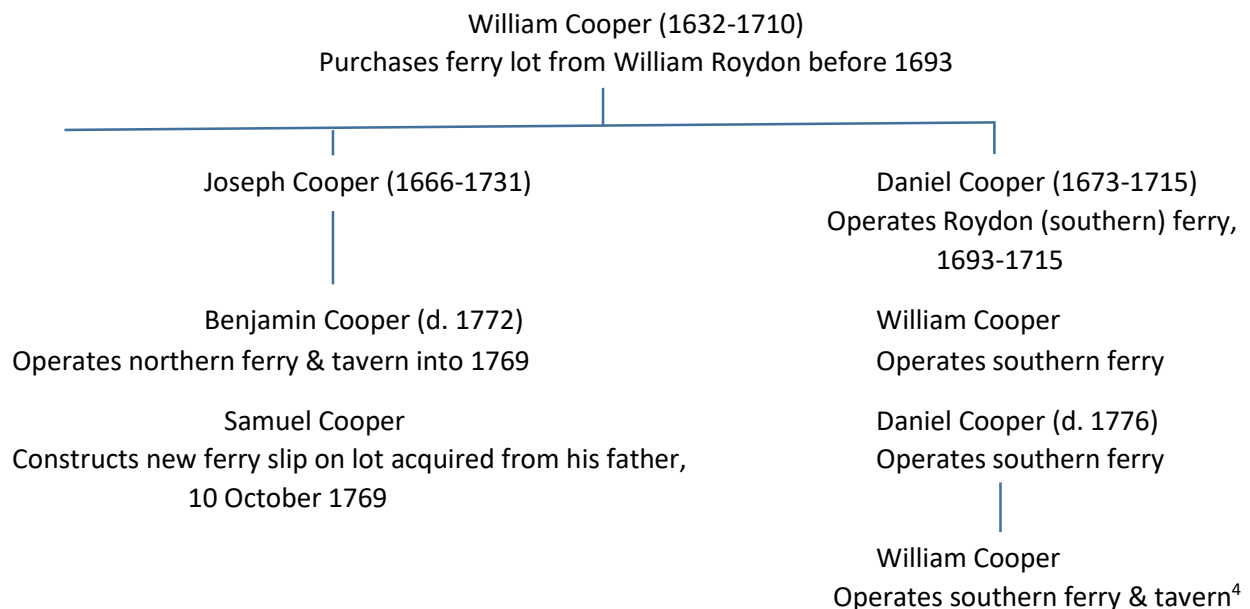 William Cooper (1632-1710)
Purchases ferry lot from William Roydon before 1693
Joseph Cooper (1666-1731)
Daniel Cooper (1673-1715)
Operates Roydon (southern) ferry,
1693-1715
Benjamin Cooper (d. 1772)
Operates northern ferry & tavern into 1769
William Cooper
Operates southern ferry
Samuel Cooper
Constructs new ferry slip on lot acquired from his father,
10 October 1769
Daniel Cooper (d. 1776)
Operates southern ferry
William Cooper
Operates southern ferry & tavern⁴